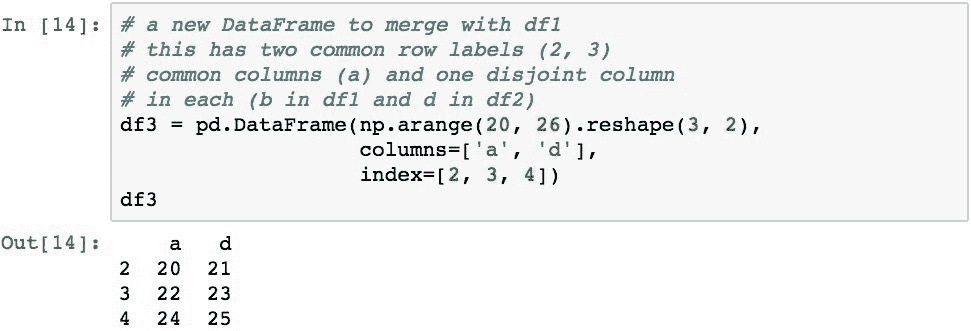 In [14]: # a new DataFrame to merge with df1
# this has two common row labels (2, 3)
# common columns (a) and one disjoint column
# in each (b in df1 and d in df2)
df3 = pd.DataFrame(np.arange(20, 26).reshape(3, 2),
columns=['a', 'd'],
index=[2, 3, 4])
df3
Out[14]: a d
2 20 21
3 22 23
4 24 25